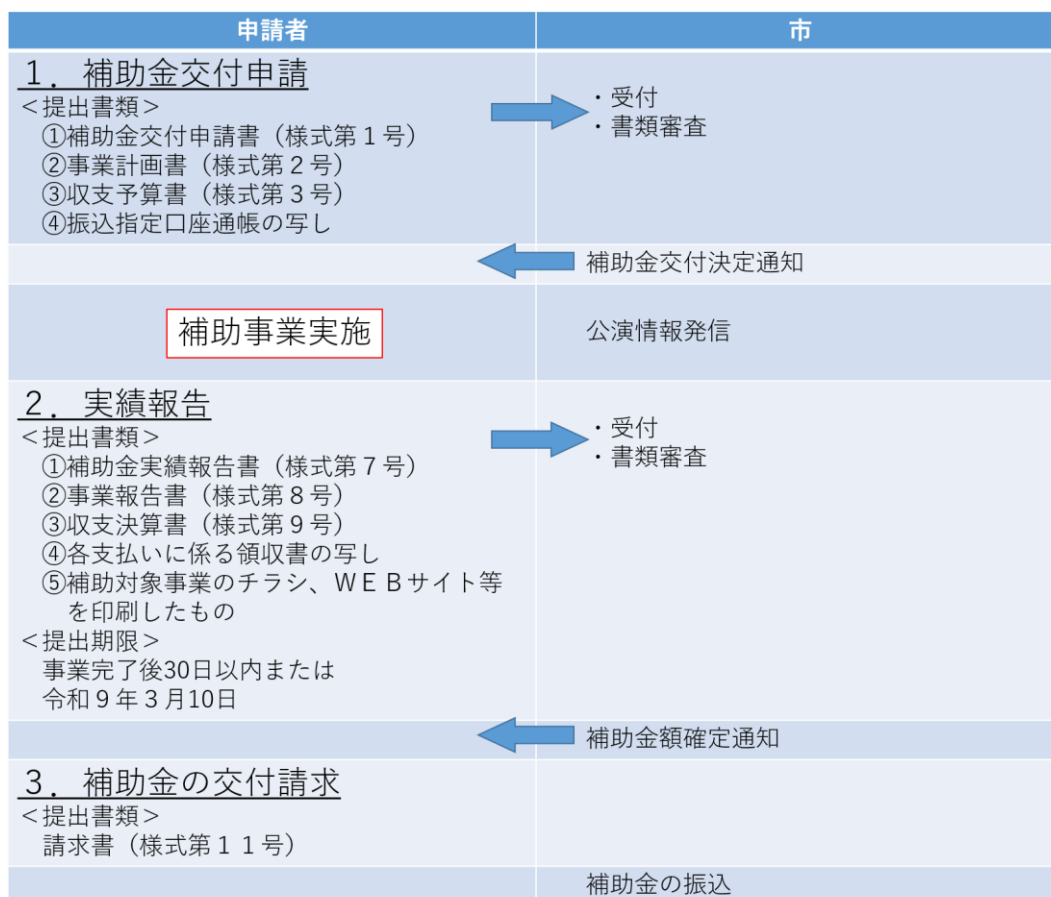 申請者
市
１．補助金交付申請
＜提出書類＞
①補助金交付申請書（様式第１号）
②事業計画書（様式第２号）
③収支予算書（様式第３号）
④振込指定口座通帳の写し
・受付
・書類審査
補助金交付決定通知
補助事業実施
公演情報発信
２．実績報告
＜提出書類＞
①補助金実績報告書（様式第７号）
②事業報告書（様式第８号）
③収支決算書（様式第９号）
④各支払いに係る領収書の写し
⑤補助対象事業のチラシ、ＷＥＢサイト等
を印刷したもの
＜提出期限＞
事業完了後30日以内または
令和９年３月10日
・受付
・書類審査
補助金額確定通知
３．補助金の交付請求
＜提出書類＞
請求書（様式第１１号）
補助金の振込